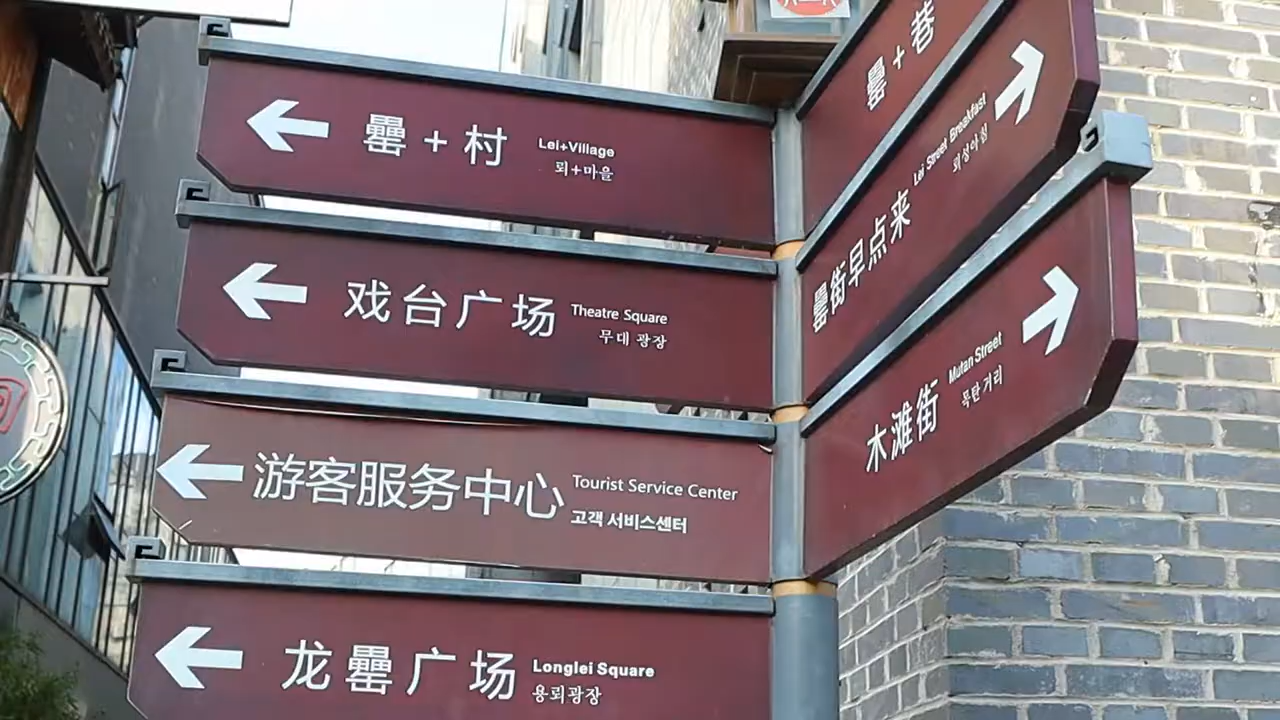 罍+村
Lei+Village
뢰+마을
戏台广场
Theatre Square
무대 광장
游客服务中心
Tourist Service Center
고객 서비스센터
龙罍广场
Longlei Square
용뢰광장
罍+巷
罍街早点来
Lei Street Breakfast
木滩街
Mutan Street
목탄 거리